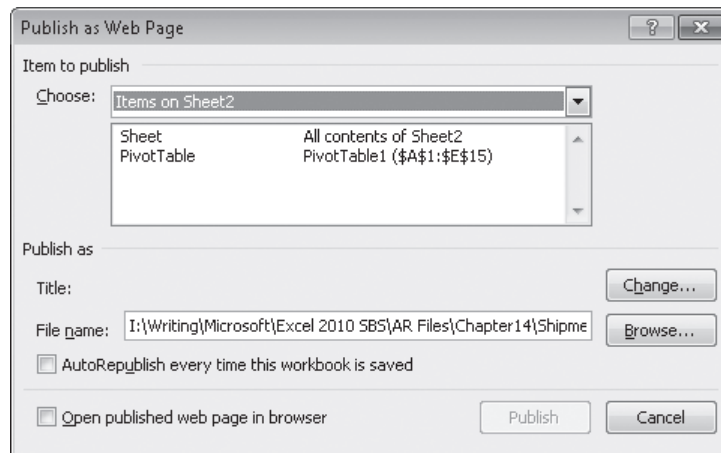 Publish as Web Page
Item to publish
Choose: Items on Sheet2
Sheet All contents of Sheet2
PivotTable PivotTable1 ($A$1:$E$15)
Publish as
Title: Change...
File name: I:\Writing\Microsoft\Excel 2010 SBS\AR Files\Chapter14\Shipme Browse...
AutoRepublish every time this workbook is saved
Open published web page in browser Publish Cancel